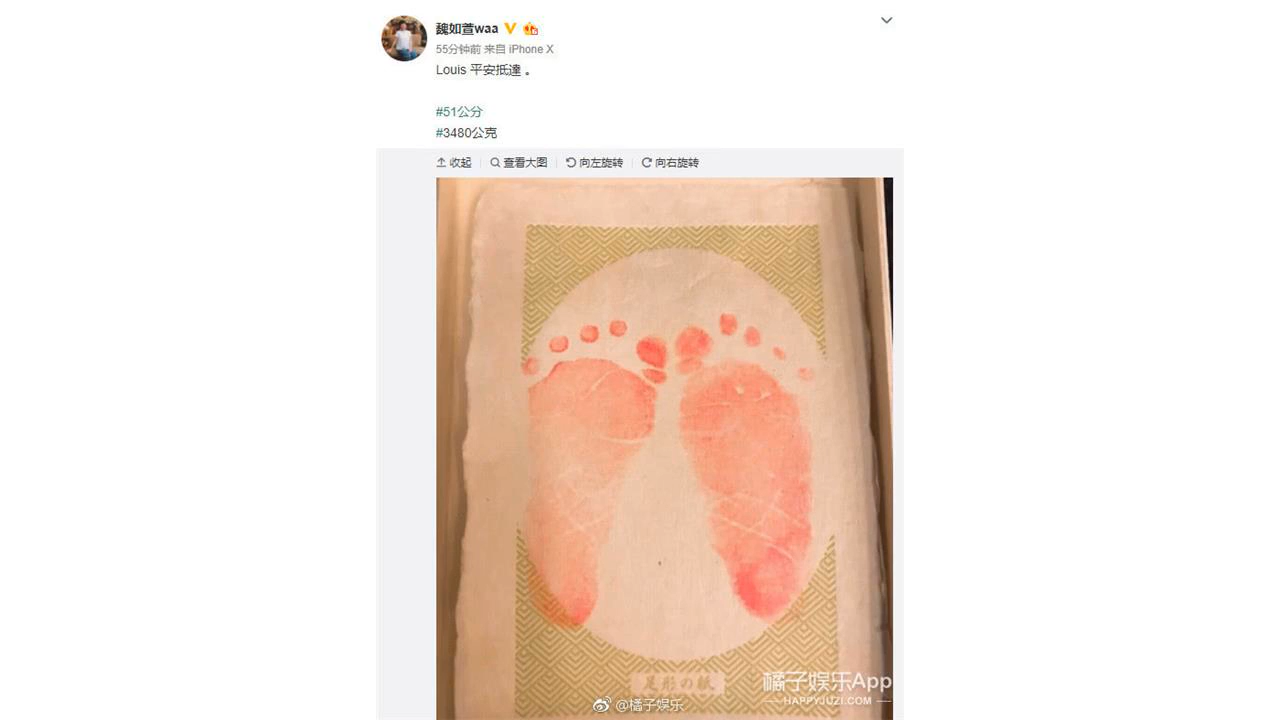 魏如萱waa
55分钟前 来自 iPhone X
Louis 平安抵達 。
#51公分
#3480公克
收起 查看大图 向左旋转 向右旋转
足形の紙
@橘子娱乐
橘子娱乐App
HAPPYJUZI.COM